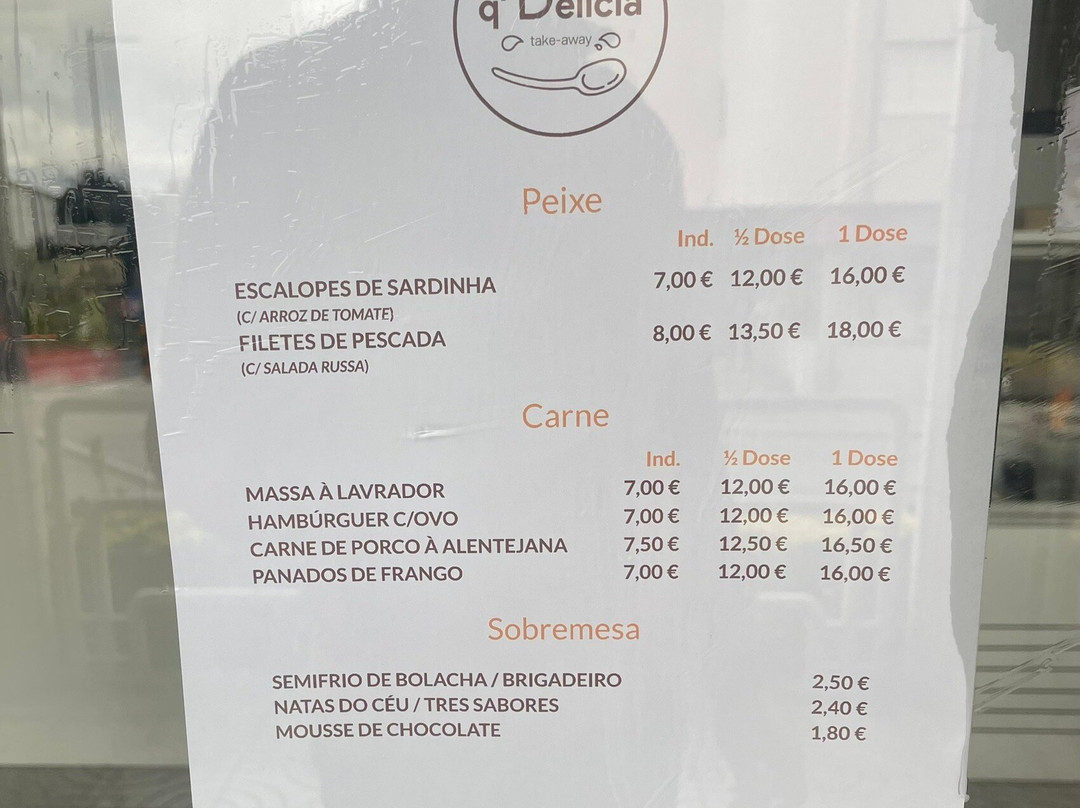 q' Delícia
take-away
Peixe
Ind. ½ Dose 1 Dose
ESCALOPES DE SARDINHA 7,00 € 12,00 € 16,00 €
(C/ ARROZ DE TOMATE)
FILETES DE PESCADA 8,00 € 13,50 € 18,00 €
(C/ SALADA RUSSA)
Carne
Ind. ½ Dose 1 Dose
MASSA À LAVRADOR 7,00 € 12,00 € 16,00 €
HAMBÚRGUER C/OVO 7,00 € 12,00 € 16,00 €
CARNE DE PORCO À ALENTEJANA 7,50 € 12,50 € 16,50 €
PANADOS DE FRANGO 7,00 € 12,00 € 16,00 €
Sobremesa
SEMIFRIO DE BOLACHA / BRIGADEIRO 2,50 €
NATAS DO CÉU / TRES SABORES 2,40 €
MOUSSE DE CHOCOLATE 1,80 €